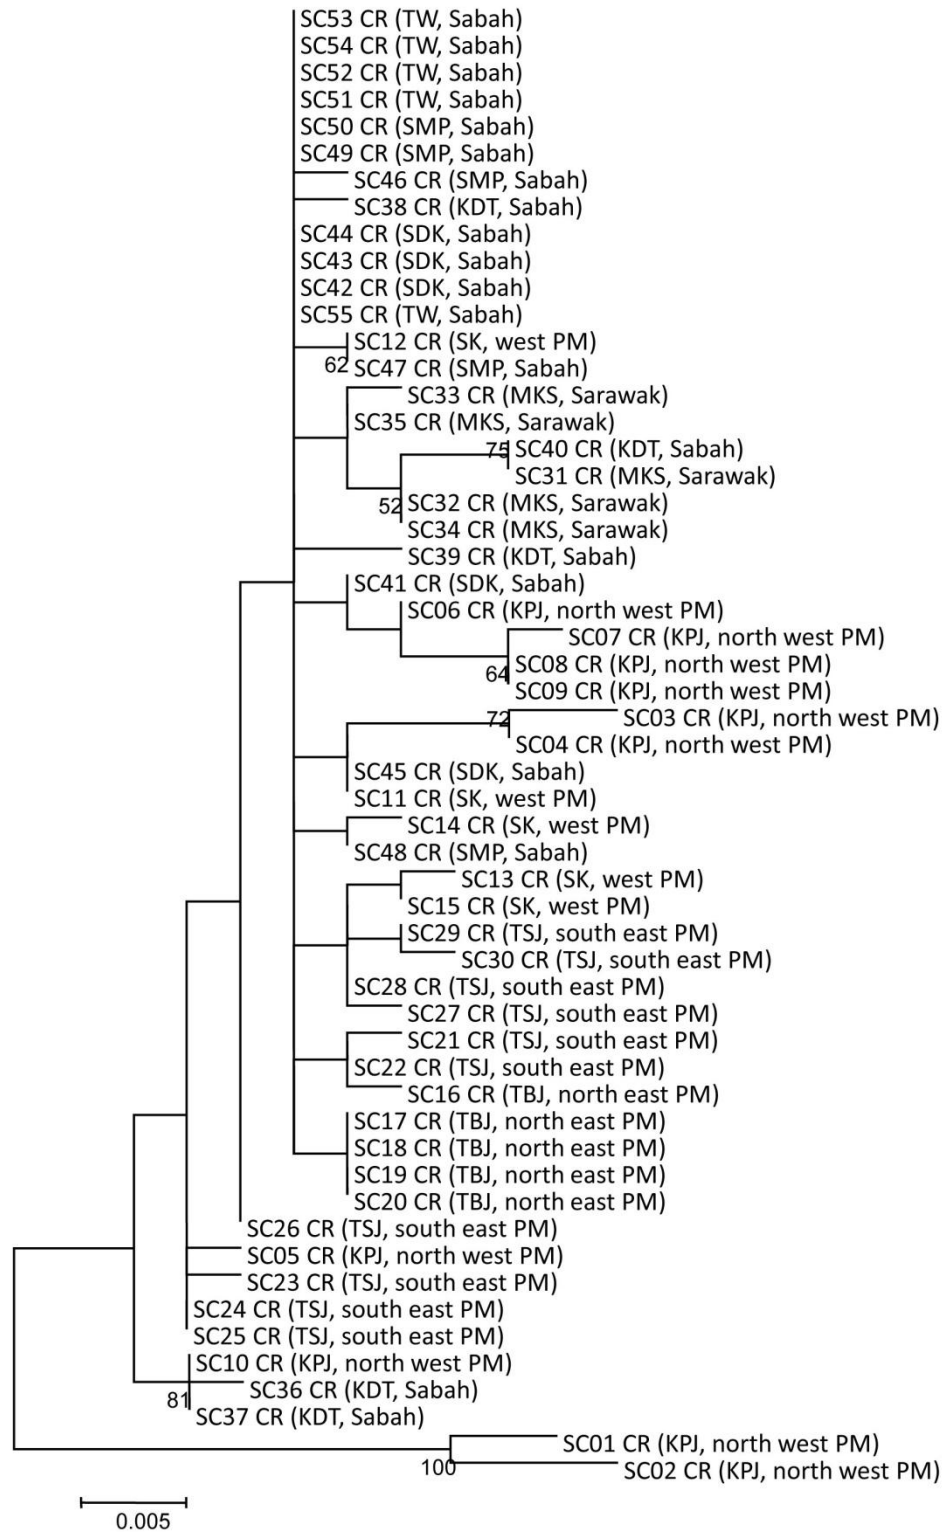 SC53 CR (TW, Sabah)
SC54 CR (TW, Sabah)
SC52 CR (TW, Sabah)
SC51 CR (TW, Sabah)
SC50 CR (SMP, Sabah)
SC49 CR (SMP, Sabah)
SC46 CR (SMP, Sabah)
SC38 CR (KDT, Sabah)
SC44 CR (SDK, Sabah)
SC43 CR (SDK, Sabah)
SC42 CR (SDK, Sabah)
SC55 CR (TW, Sabah)
SC12 CR (SK, west PM)
62
SC47 CR (SMP, Sabah)
SC33 CR (MKS, Sarawak)
SC35 CR (MKS, Sarawak)
75
SC40 CR (KDT, Sabah)
SC31 CR (MKS, Sarawak)
52
SC32 CR (MKS, Sarawak)
SC34 CR (MKS, Sarawak)
SC39 CR (KDT, Sabah)
SC41 CR (SDK, Sabah)
SC06 CR (KPJ, north west PM)
SC07 CR (KPJ, north west PM)
SC08 CR (KPJ, north west PM)
64
SC09 CR (KPJ, north west PM)
72
SC03 CR (KPJ, north west PM)
SC04 CR (KPJ, north west PM)
SC45 CR (SDK, Sabah)
SC11 CR (SK, west PM)
SC14 CR (SK, west PM)
SC48 CR (SMP, Sabah)
SC13 CR (SK, west PM)
SC15 CR (SK, west PM)
SC29 CR (TSJ, south east PM)
SC30 CR (TSJ, south east PM)
SC28 CR (TSJ, south east PM)
SC27 CR (TSJ, south east PM)
SC21 CR (TSJ, south east PM)
SC22 CR (TSJ, south east PM)
SC16 CR (TBJ, north east PM)
SC17 CR (TBJ, north east PM)
SC18 CR (TBJ, north east PM)
SC19 CR (TBJ, north east PM)
SC20 CR (TBJ, north east PM)
SC26 CR (TSJ, south east PM)
SC05 CR (KPJ, north west PM)
SC23 CR (TSJ, south east PM)
SC24 CR (TSJ, south east PM)
SC25 CR (TSJ, south east PM)
SC10 CR (KPJ, north west PM)
SC36 CR (KDT, Sabah)
81
SC37 CR (KDT, Sabah)
SC01 CR (KPJ, north west PM)
100
SC02 CR (KPJ, north west PM)
0.005